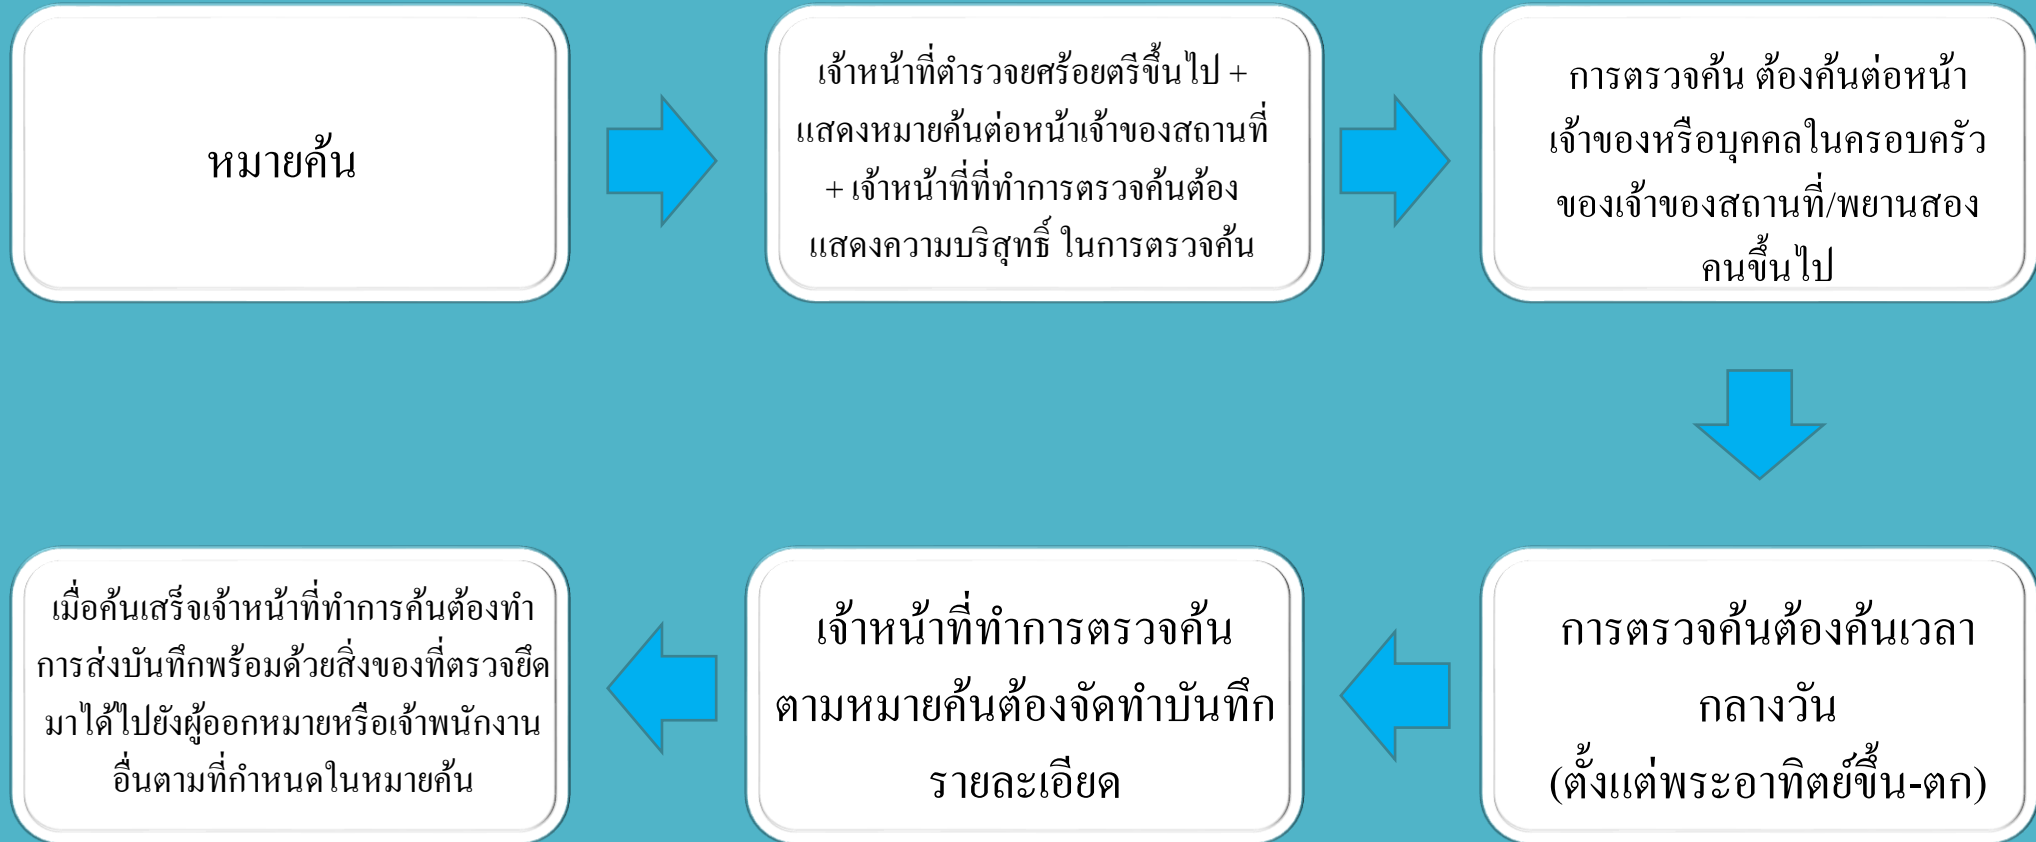 หมายค้น
เจ้าหน้าที่ตำรวจยศร้อยตรีขึ้นไป +
แสดงหมายค้นต่อหน้าเจ้าของสถานที่
+ เจ้าหน้าที่ที่ทำการตรวจค้นต้อง
แสดงความบริสุทธิ์ ในการตรวจค้น
การตรวจค้น ต้องค้นต่อหน้า
เจ้าของหรือบุคคลในครอบครัว
ของเจ้าของสถานที่/พยานสอง
คนขึ้นไป
การตรวจค้นต้องค้นเวลา
กลางวัน
(ตั้งแต่พระอาทิตย์ขึ้น-ตก)
เจ้าหน้าที่ทำการตรวจค้น
ตามหมายค้นต้องจัดทำบันทึก
รายละเอียด
เมื่อค้นเสร็จเจ้าหน้าที่ทำการค้นต้องทำ
การส่งบันทึกพร้อมด้วยสิ่งของที่ตรวจยึด
มาได้ไปยังผู้ออกหมายหรือเจ้าพนักงาน
อื่นตามที่กำหนดในหมายค้น